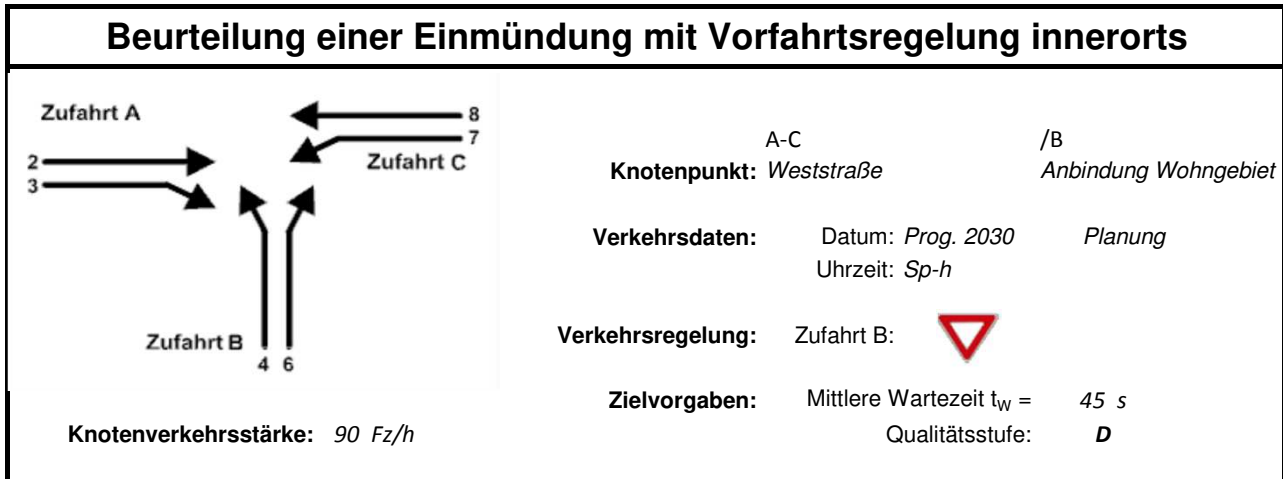 Beurteilung einer Einmündung mit Vorfahrtsregelung innerorts
Zufahrt A
8
7
Zufahrt C
2
3
Zufahrt B
4 6
Knotenverkehrsstärke: 90 Fz/h
A-C /B
Knotenpunkt: Weststraße Anbindung Wohngebiet
Verkehrsdaten: Datum: Prog. 2030 Planung
Uhrzeit: Sp-h
Verkehrsregelung: Zufahrt B:
Zielvorgaben: Mittlere Wartezeit tW = 45 s
Qualitätsstufe: D